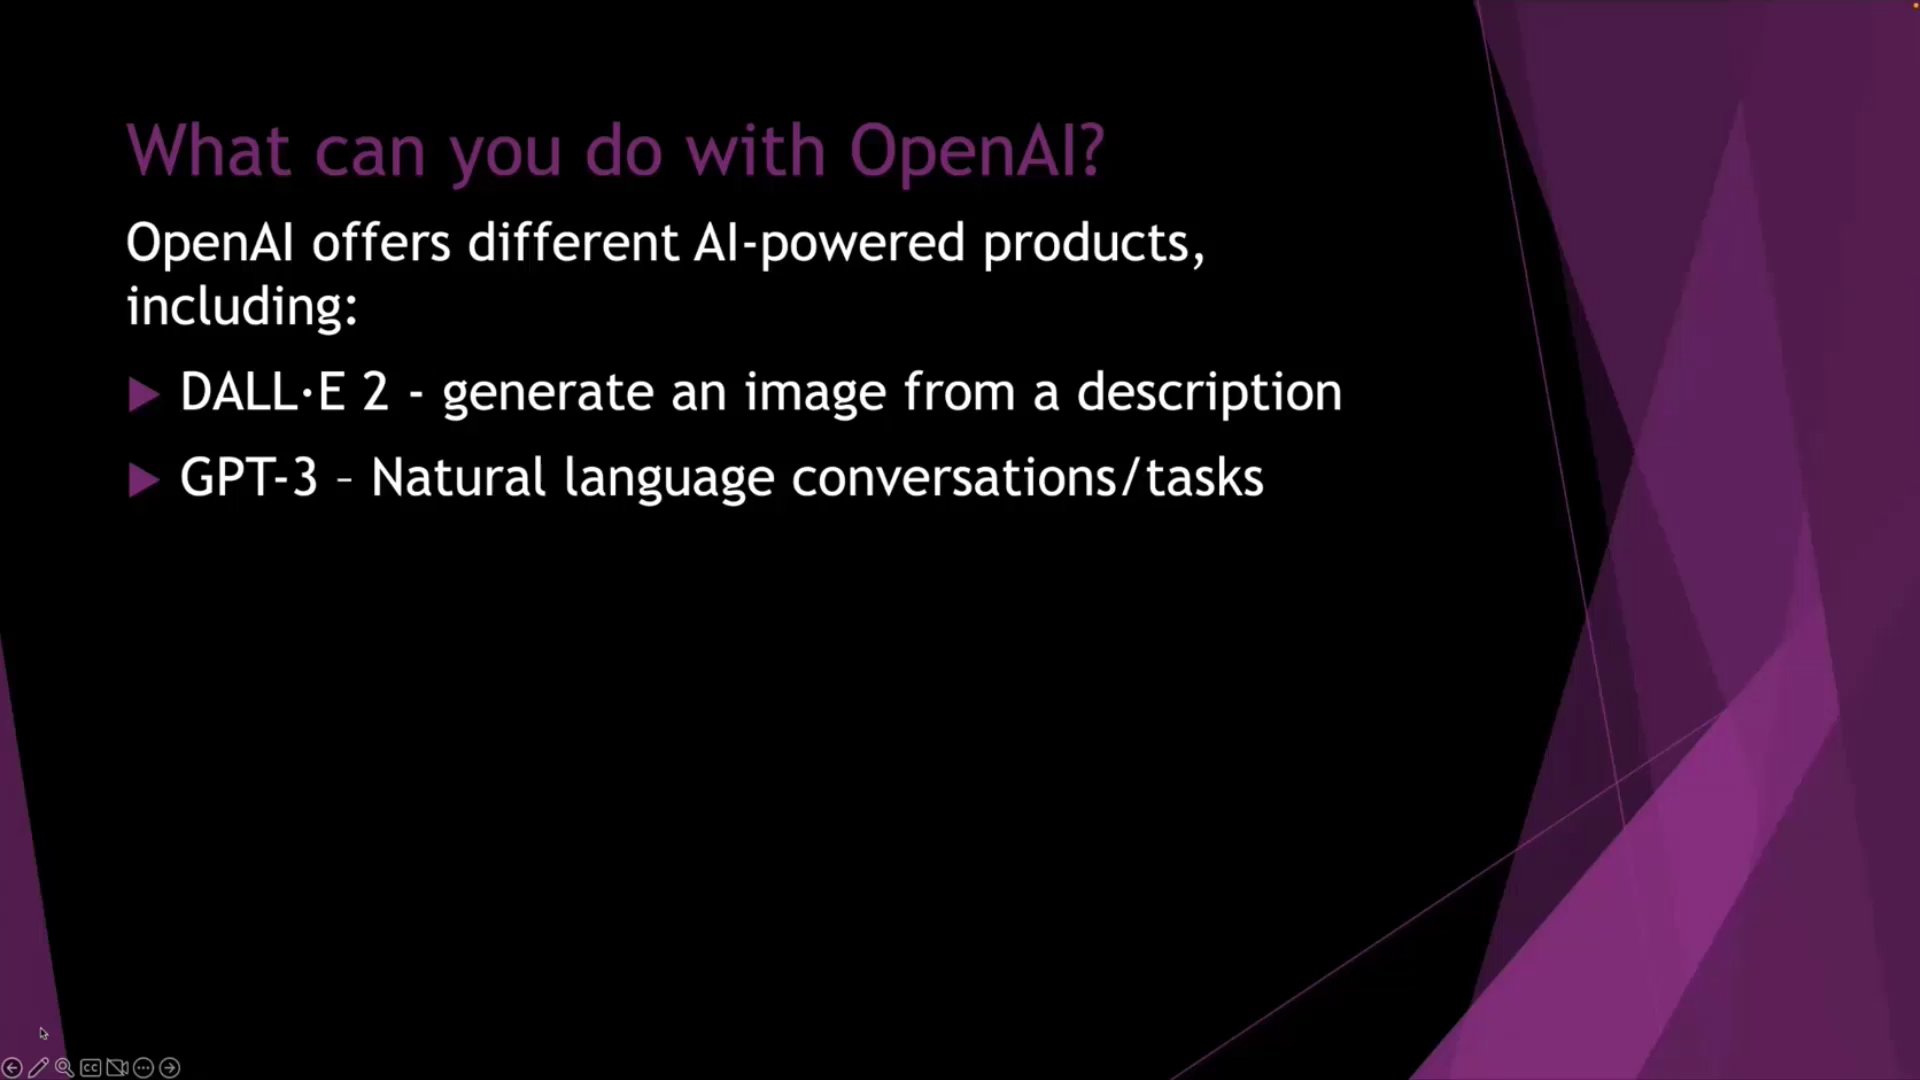 What can you do with OpenAI?
OpenAI offers different AI-powered products,
including:
DALL·E 2 - generate an image from a description
GPT-3 – Natural language conversations/tasks
CC